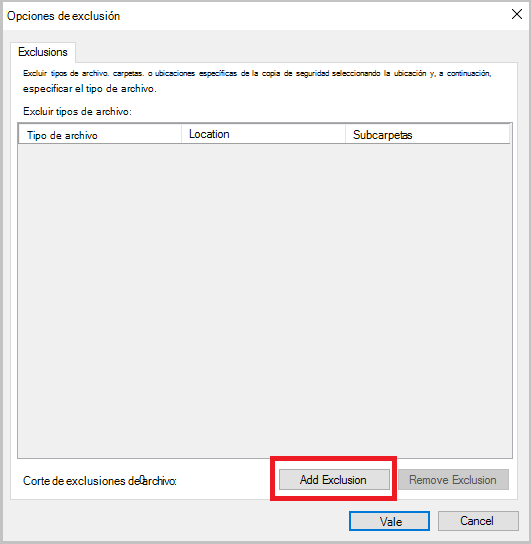 Opciones de exclusión
Exclusions
Excluir tipos de archivo. carpetas. o ubicaciones específicas de la copia de seguridad seleccionando la ubicación y, a continuación,
especificar el tipo de archivo.
Excluir tipos de archivo:
Tipo de archivo Location Subcarpetas
Corte de exclusiones de archivo: 0
Add Exclusion Remove Exclusion
Vale Cancel